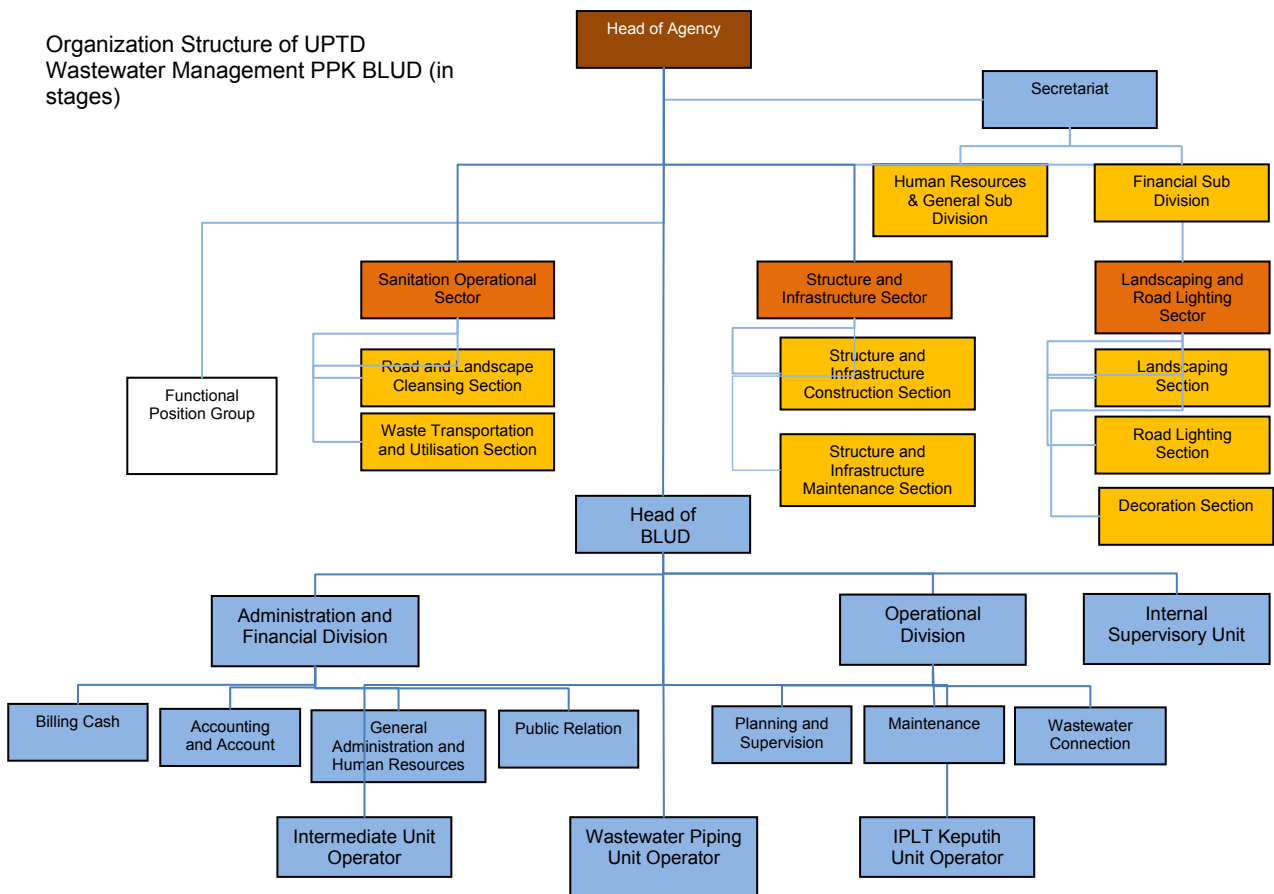 Organization Structure of UPTD
Wastewater Management PPK BLUD (in
stages)
Head of Agency
Secretariat
Human Resources
& General Sub
Division
Financial Sub
Division
Sanitation Operational
Sector
Structure and
Infrastructure Sector
Landscaping and
Road Lighting
Sector
Functional
Position Group
Road and Landscape
Cleansing Section
Waste Transportation
and Utilisation Section
Structure and
Infrastructure
Construction Section
Structure and
Infrastructure
Maintenance Section
Landscaping
Section
Road Lighting
Section
Decoration Section
Head of
BLUD
Administration and
Financial Division
Operational
Division
Internal
Supervisory Unit
Billing Cash
Accounting
and Account
General
Administration and
Human Resources
Public Relation
Planning and
Supervision
Maintenance
Wastewater
Connection
Intermediate Unit
Operator
Wastewater Piping
Unit Operator
IPLT Keputih
Unit Operator